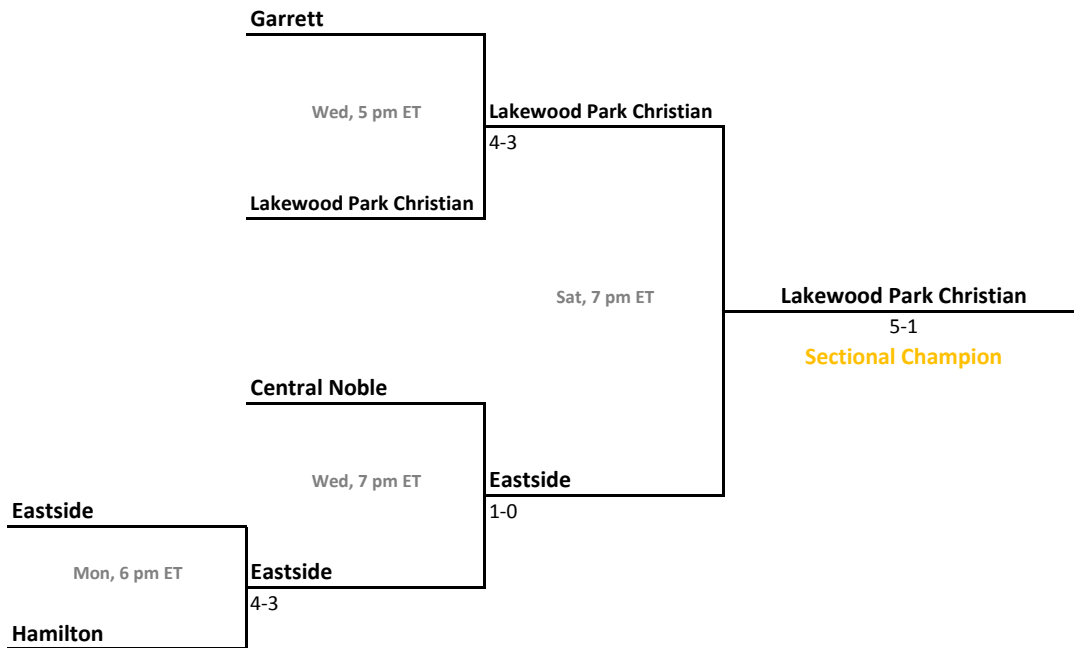 Garrett
Wed, 5 pm ET
Lakewood Park Christian
4-3
Lakewood Park Christian
Sat, 7 pm ET
Lakewood Park Christian
5-1
Sectional Champion
Central Noble
Wed, 7 pm ET
Eastside
1-0
Eastside
Mon, 6 pm ET
Eastside
4-3
Hamilton